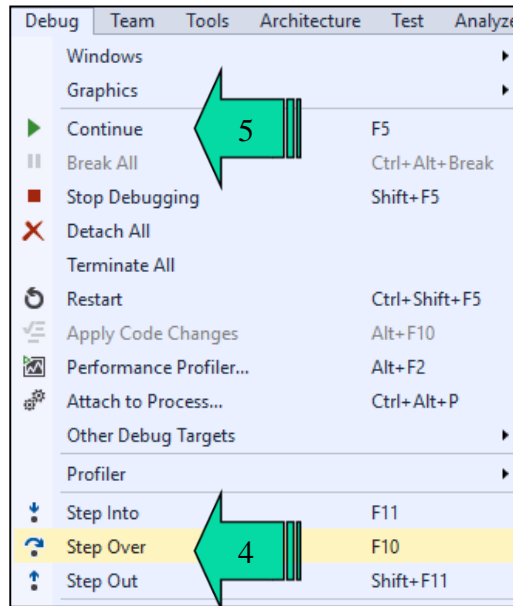 Debug Team Tools Architecture Test Analyze
Windows
Graphics
Continue 5 F5
Break All Ctrl+Alt+Break
Stop Debugging Shift+F5
Detach All
Terminate All
Restart Ctrl+Shift+F5
Apply Code Changes Alt+F10
Performance Profiler... Alt+F2
Attach to Process... Ctrl+Alt+P
Other Debug Targets
Profiler
Step Into F11
Step Over 4 F10
Step Out Shift+F11